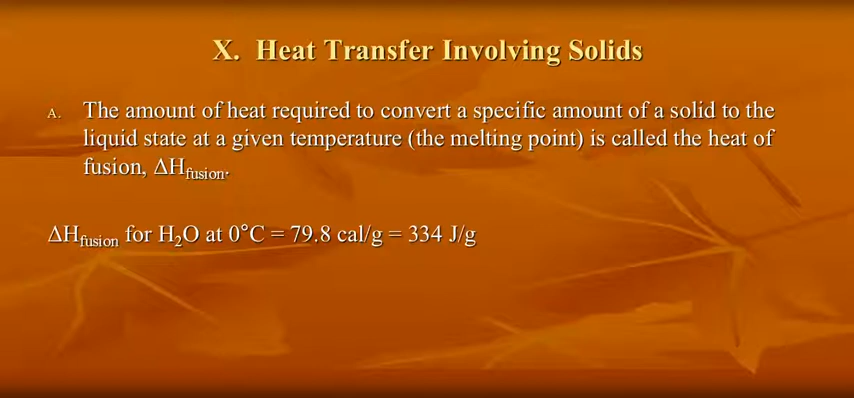 X. Heat Transfer Involving Solids
A. The amount of heat required to convert a specific amount of a solid to the
liquid state at a given temperature (the melting point) is called the heat of
fusion, ΔHfusion.
ΔHfusion for H₂O at 0°C = 79.8 cal/g = 334 J/g